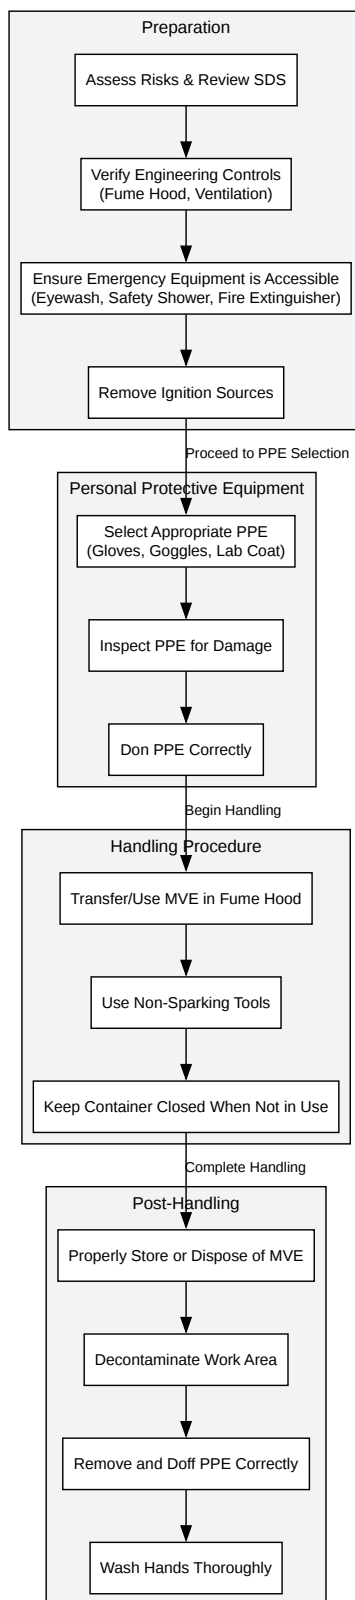 Preparation
Assess Risks & Review SDS
Verify Engineering Controls
(Fume Hood, Ventilation)
Ensure Emergency Equipment is Accessible
(Eyewash, Safety Shower, Fire Extinguisher)
Remove Ignition Sources
Proceed to PPE Selection
Personal Protective Equipment
Select Appropriate PPE
(Gloves, Goggles, Lab Coat)
Inspect PPE for Damage
Don PPE Correctly
Begin Handling
Handling Procedure
Transfer/Use MVE in Fume Hood
Use Non-Sparking Tools
Keep Container Closed When Not in Use
Complete Handling
Post-Handling
Properly Store or Dispose of MVE
Decontaminate Work Area
Remove and Doff PPE Correctly
Wash Hands Thoroughly